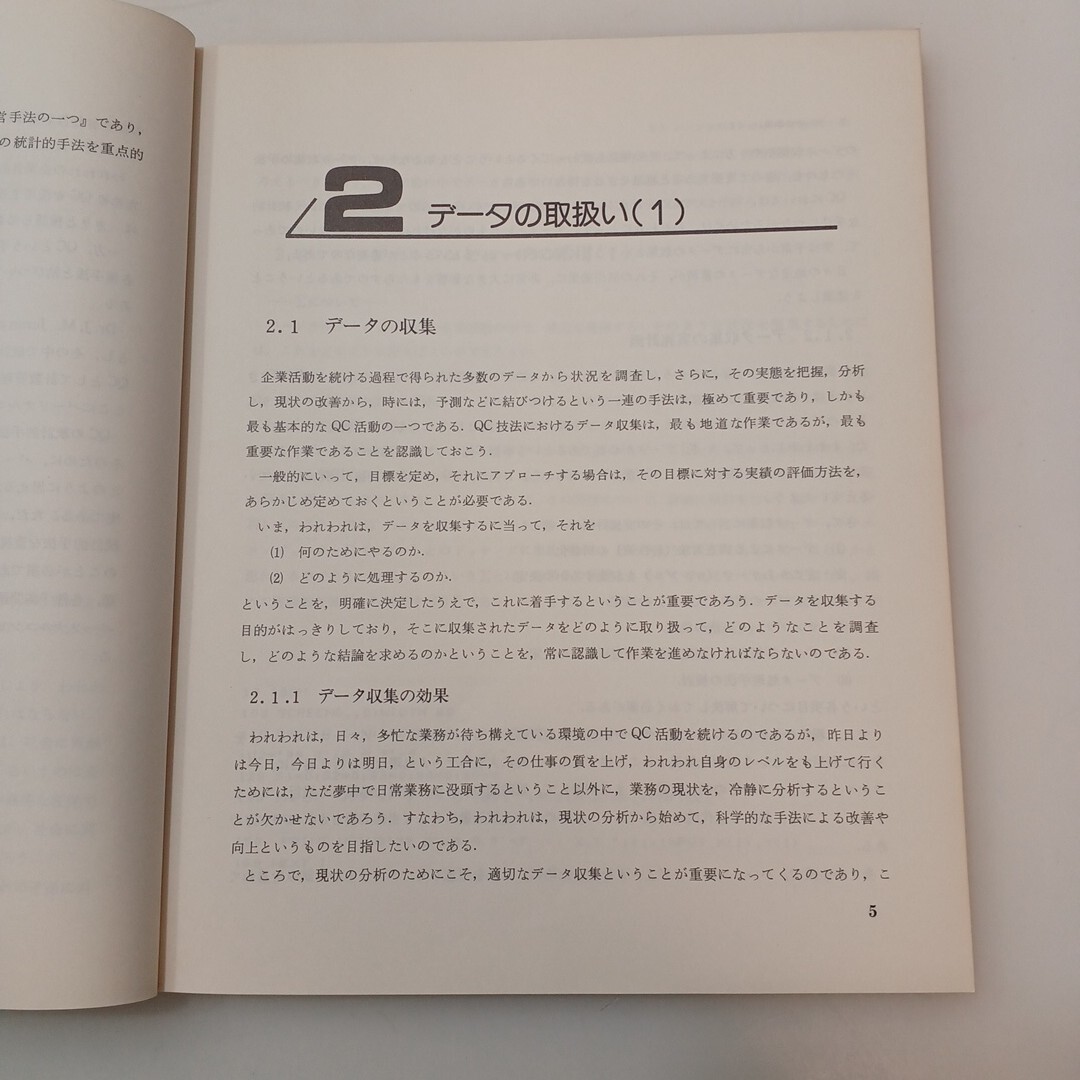 営手法の一つ』であり，
の統計的手法を重点的
2 データの取扱い(1)
2.1 データの収集
企業活動を続ける過程で得られた多数のデータから状況を調査し，さらに，その実態を把握，分析
し，現状の改善から，時には，予測などに結びつけるという一連の手法は，極めて重要であり，しかも
最も基本的なQC活動の一つである．QC技法におけるデータ収集は，最も地道な作業であるが，最も
重要な作業であることを認識しておこう．
一般的にいって，目標を定め，それにアプローチする場合は，その目標に対する実績の評価方法を，
あらかじめ定めておくということが必要である．
いま，われわれは，データを収集するに当って，それを
(1) 何のためにやるのか．
(2) どのように処理するのか．
ということを，明確に決定したうえで，これに着手するということが重要であろう．データを収集する
目的がはっきりしており，そこに収集されたデータをどのように取り扱って，どのようなことを調査
し，どのような結論を求めるのかということを，常に認識して作業を進めなければならないのである．
2.1.1 データ収集の効果
われわれは，日々，多忙な業務が待ち構えている環境の中でQC活動を続けるのであるが，昨日より
は今日，今日よりは明日，という工合に，その仕事の質を上げ，われわれ自身のレベルをも上げて行く
ためには，ただ夢中で日常業務に没頭するということ以外に，業務の現状を，冷静に分析するというこ
とが欠かせないであろう．すなわち，われわれは，現状の分析から始めて，科学的な手法による改善や
向上というものを目指したいのである．
ところで，現状の分析のためにこそ，適切なデータ収集ということが重要になってくるのであり，こ
5